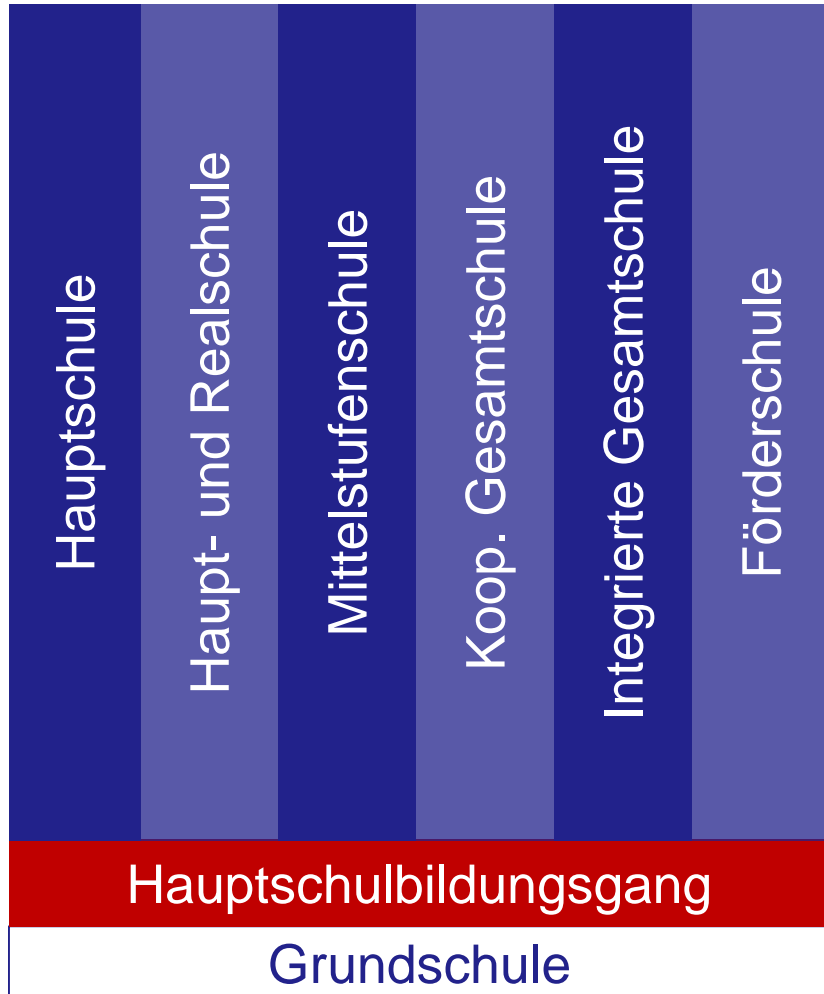 Hauptschule
Haupt- und Realschule
Mittelstufenschule
Koop. Gesamtschule
Integrierte Gesamtschule
Förderschule
Hauptschulbildungsgang
Grundschule